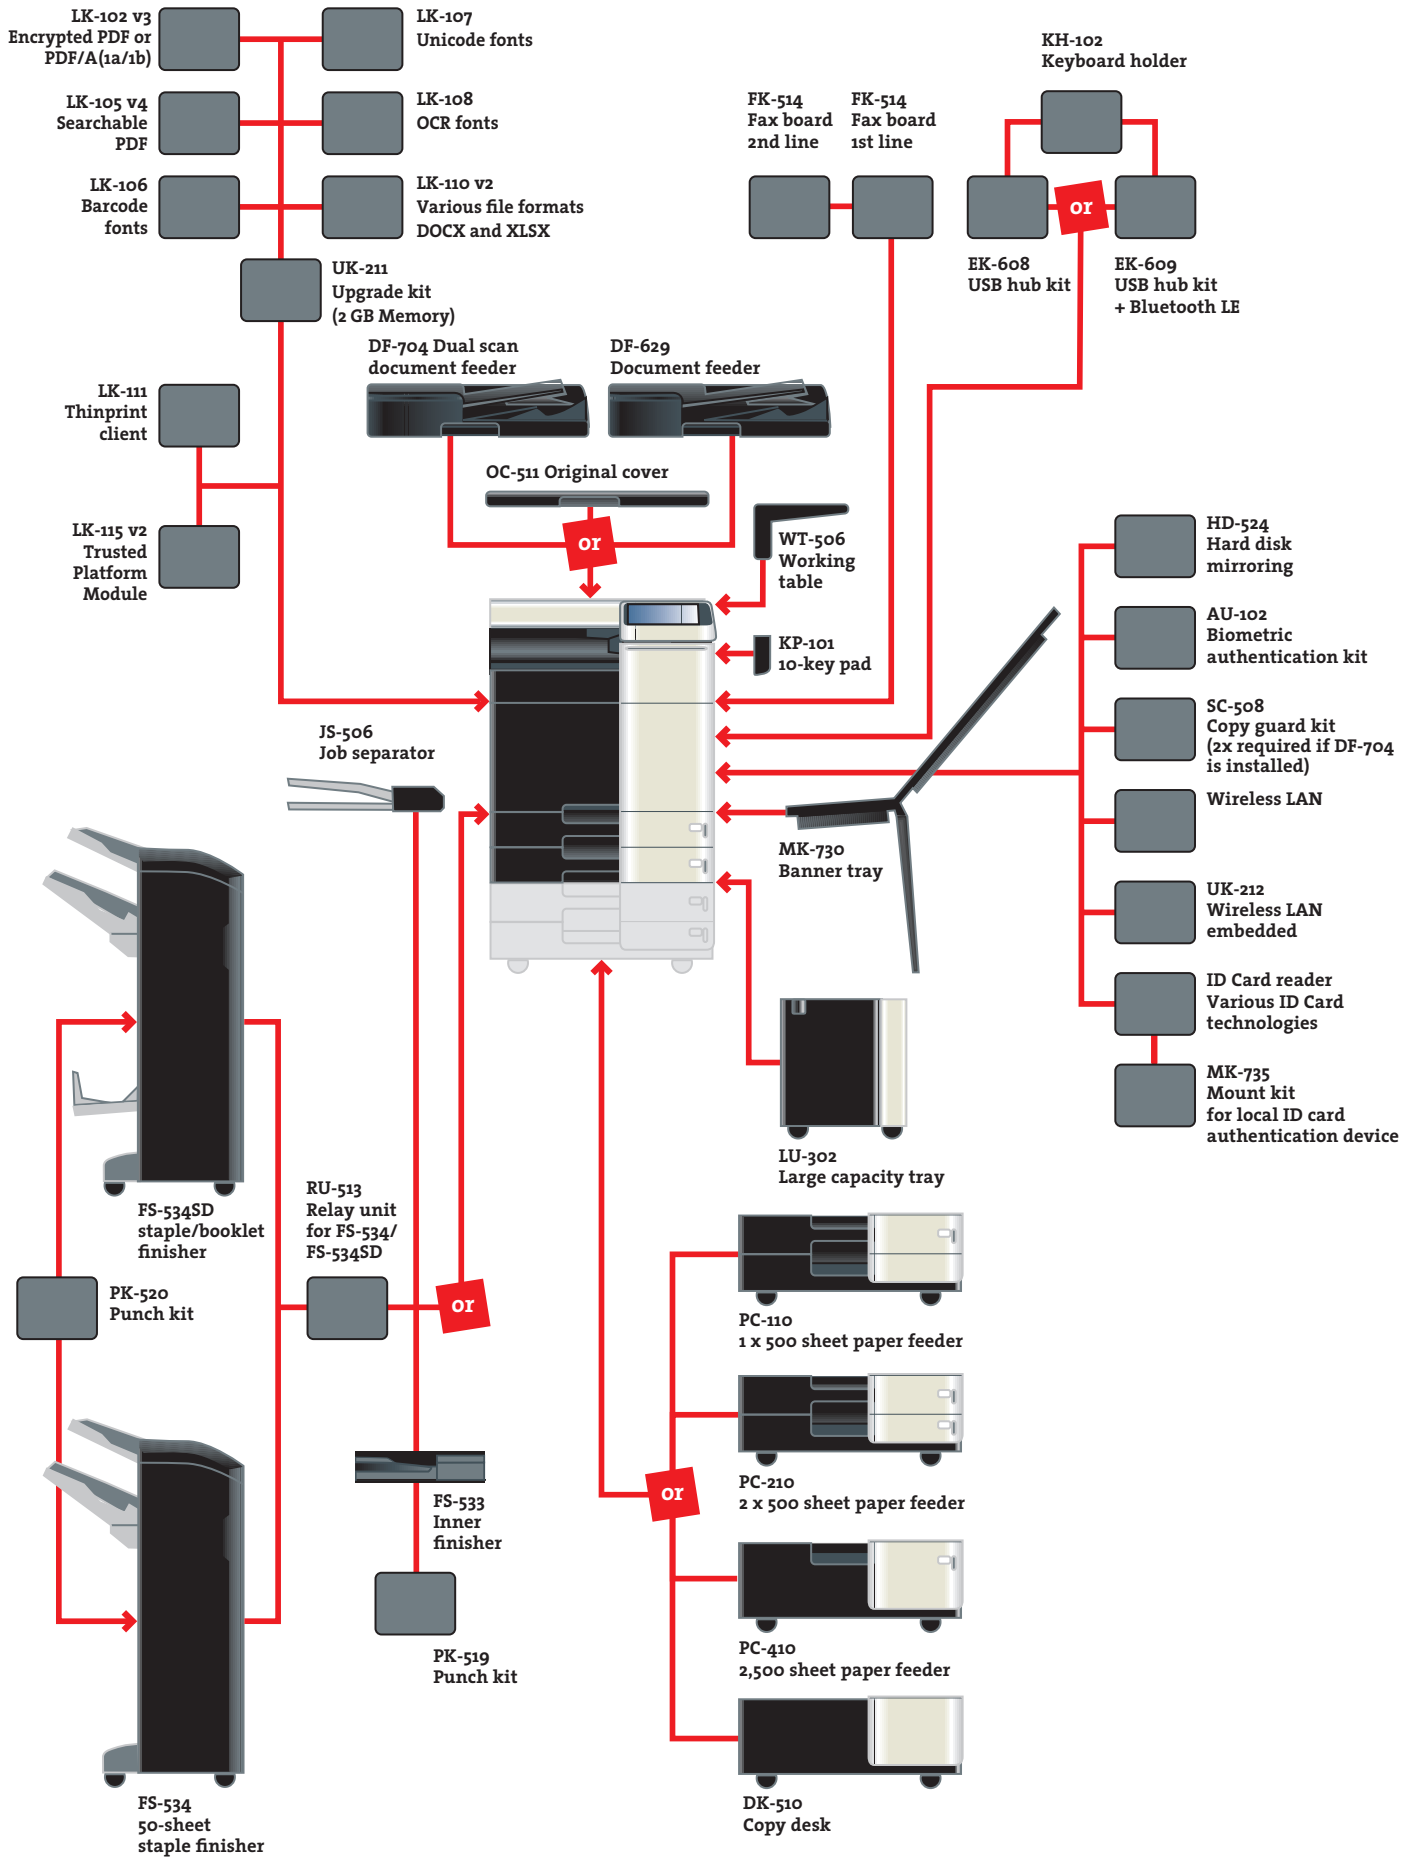 LK-102 v3
Encrypted PDF or
PDF/A(1a/1b)
LK-107
Unicode fonts
LK-105 v4
Searchable
PDF
LK-108
OCR fonts
LK-106
Barcode
fonts
LK-110 v2
Various file formats
DOCX and XLSX
UK-211
Upgrade kit
(2 GB Memory)
KH-102
Keyboard holder
FK-514
Fax board
2nd line
FK-514
Fax board
1st line
or
EK-608
USB hub kit
EK-609
USB hub kit
+ Bluetooth LE
DF-704 Dual scan
document feeder
DF-629
Document feeder
OC-511 Original cover
or
LK-111
Thinprint
client
LK-115 v2
Trusted
Platform
Module
WT-506
Working
table
KP-101
10-key pad
HD-524
Hard disk
mirroring
AU-102
Biometric
authentication kit
SC-508
Copy guard kit
(2x required if DF-704
is installed)
Wireless LAN
UK-212
Wireless LAN
embedded
ID Card reader
Various ID Card
technologies
MK-735
Mount kit
for local ID card
authentication device
JS-506
Job separator
MK-730
Banner tray
LU-302
Large capacity tray
FS-534SD
staple/booklet
finisher
RU-513
Relay unit
for FS-534/
FS-534SD
PK-520
Punch kit
or
PC-110
1 x 500 sheet paper feeder
PC-210
2 x 500 sheet paper feeder
or
FS-533
Inner
finisher
PK-519
Punch kit
PC-410
2,500 sheet paper feeder
DK-510
Copy desk
FS-534
50-sheet
staple finisher